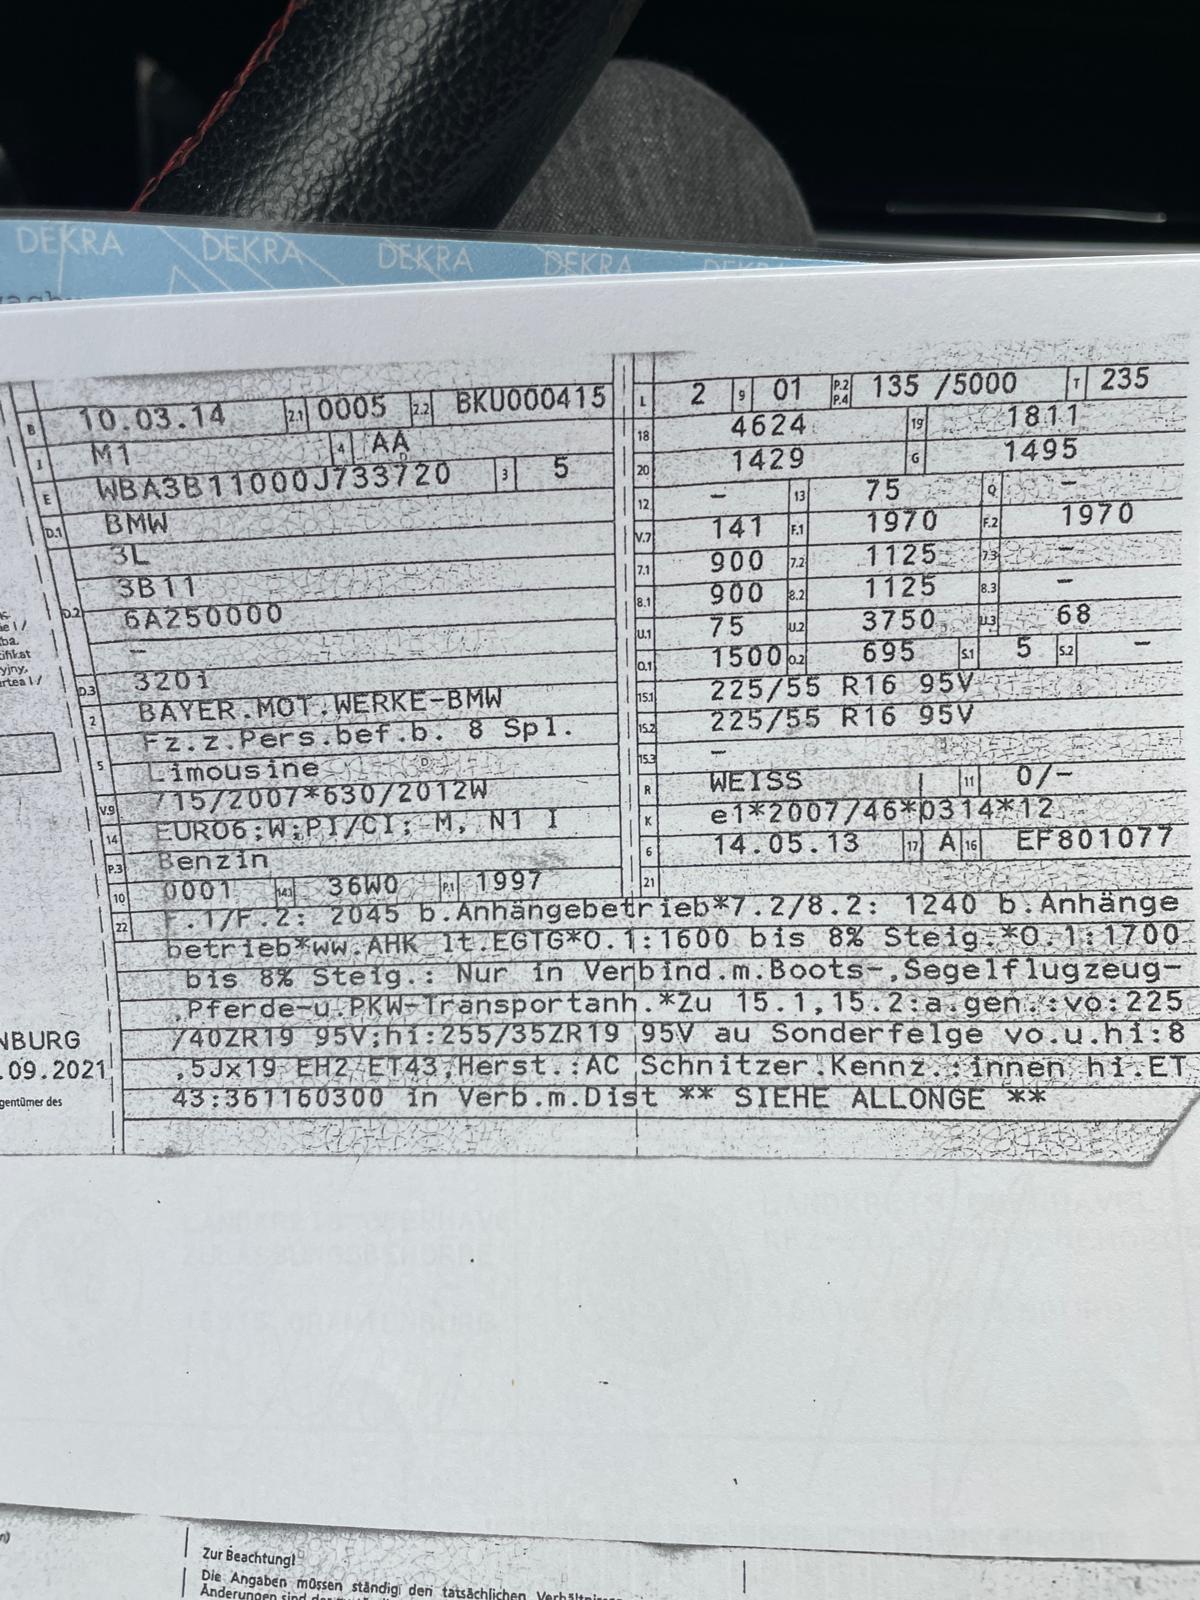 DEKRA DEKRA DEKRA DEKRA DEKRA
B 10.03.14 2.1 0005 2.2 BKU000415
J M1 4 AA
E WBA3B11000J733720 3 5
D.1 BMW
D.2 3L
3B11
6A250000
–
D.3 320i
2 BAYER.MOT.WERKE-BMW
5 Fz.z.Pers.bef.b. 8 Spl.
Limousine
V.9 715/2007*630/2012W
14 EURO6;W;PI/CI; M, N1 I
P.3 Benzin
10 0001 14.1 36W0 P.1 1997
L 2 9 01 P.2 P.4 135 /5000 T 235
18 4624 19 1811
20 1429 G 1495
12 – 13 75 Q –
V.7 141 F.1 1970 F.2 1970
7.1 900 7.2 1125 7.3 –
8.1 900 8.2 1125 8.3 –
U.1 75 U.2 3750 U.3 68
O.1 1500 O.2 695 S.1 5 S.2 –
15.1 225/55 R16 95V
15.2 225/55 R16 95V
15.3 –
R WEISS 11 0/–
K e1*2007/46*0314*12
6 14.05.13 17 A 16 EF801077
21
22 F.1/F.2: 2045 b.Anhängebetrieb*7.2/8.2: 1240 b.Anhänge
betrieb*ww.AHK lt.EGTG*O.1:1600 bis 8% Steig.*O.1:1700
bis 8% Steig.: Nur in Verbind.m.Boots-,Segelflugzeug-
,Pferde-u.PKW-Transportanh.*Zu 15.1,15.2:a.gen.:vo:225
/40ZR19 95V;hi:255/35ZR19 95V au Sonderfelge vo.u.hi:8
,5Jx19 EH2 ET43,Herst.:AC Schnitzer.Kennz.:innen hi.ET
43:361160300 in Verb.m.Dist ** SIEHE ALLONGE **
NBURG
.09.2021
gentümer des
Zur Beachtung!
Die Angaben müssen ständig den tatsächlichen
Änderungen sind